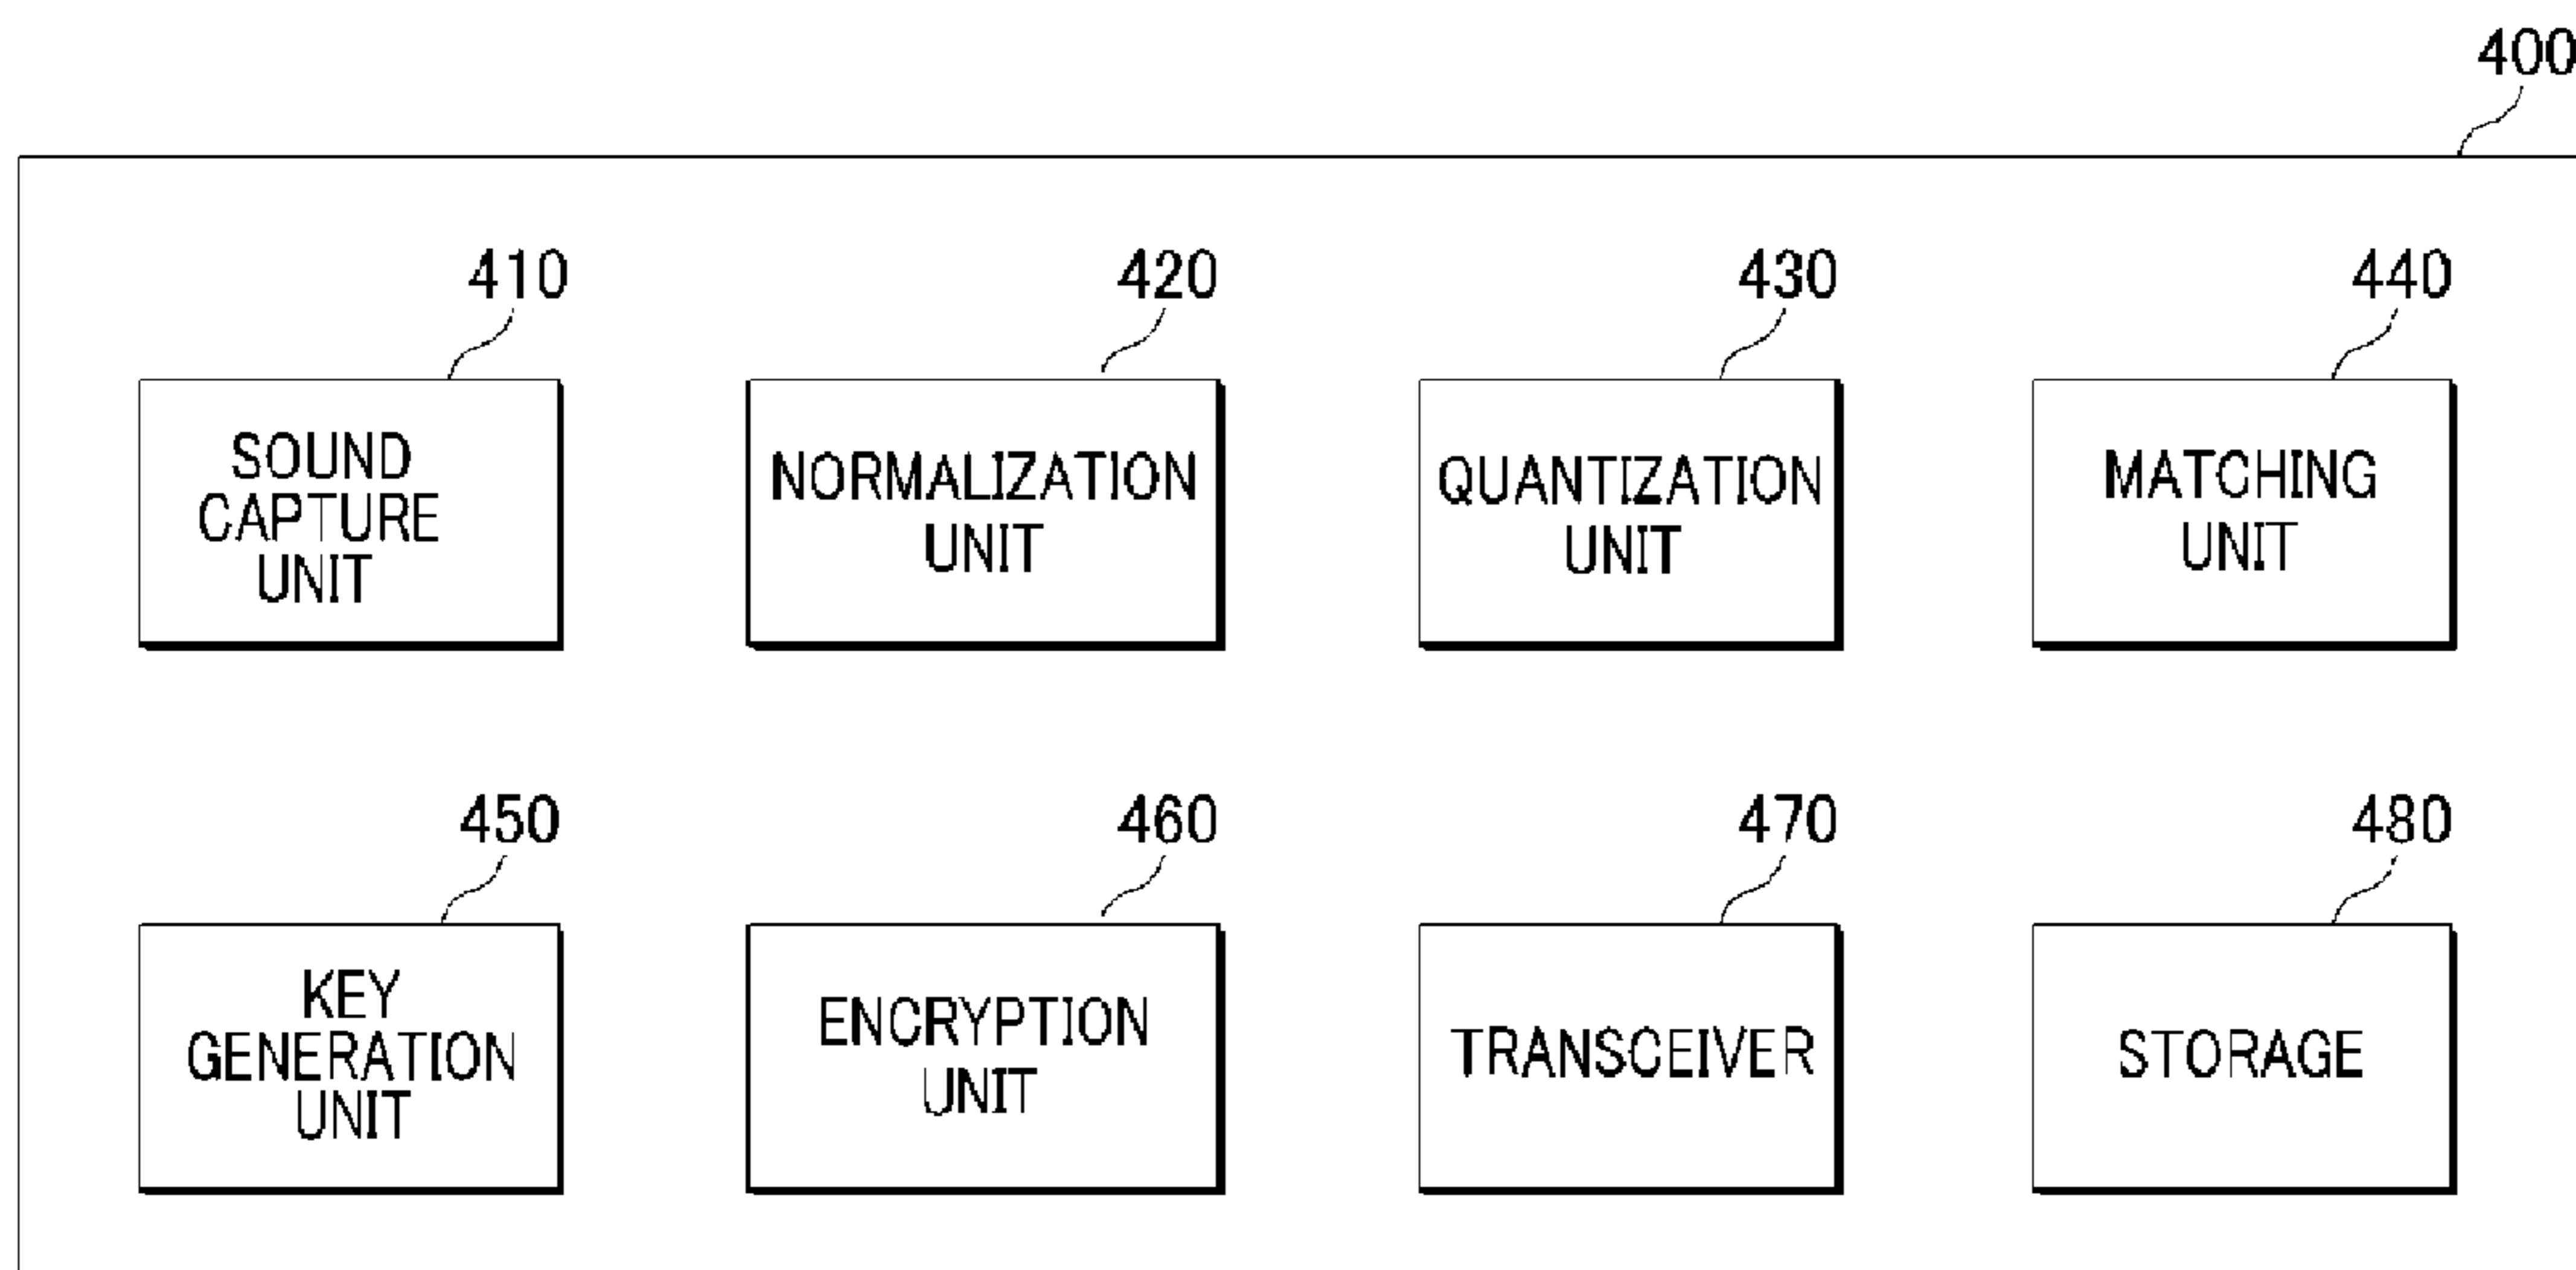 400
410
420
430
440
SOUND
CAPTURE
UNIT
NORMALIZATION
UNIT
QUANTIZATION
UNIT
MATCHING
UNIT
450
460
470
480
KEY
GENERATION
UNIT
ENCRYPTION
UNIT
TRANSCEIVER
STORAGE